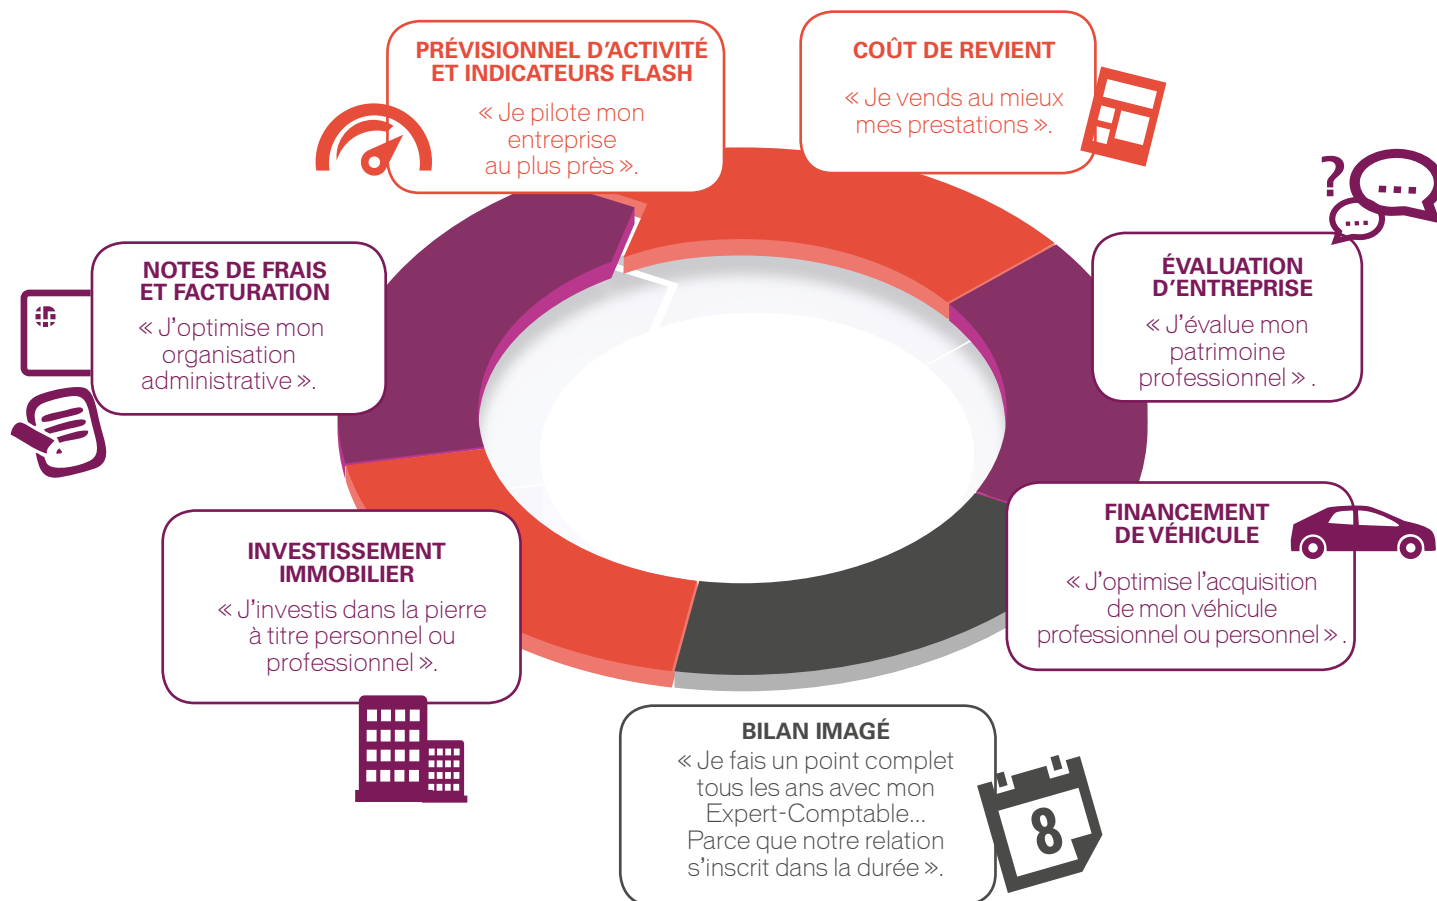 PRÉVISIONNEL D’ACTIVITÉ
ET INDICATEURS FLASH
« Je pilote mon
entreprise
au plus près ».
COÛT DE REVIENT
« Je vends au mieux
mes prestations ».
?
...
...
ÉVALUATION
D’ENTREPRISE
« J’évalue mon
patrimoine
professionnel » .
NOTES DE FRAIS
ET FACTURATION
« J’optimise mon
organisation
administrative ».
FINANCEMENT
DE VÉHICULE
« J’optimise l’acquisition
de mon véhicule
professionnel ou personnel » .
INVESTISSEMENT
IMMOBILIER
« J’investis dans la pierre
à titre personnel ou
professionnel ».
BILAN IMAGÉ
« Je fais un point complet
tous les ans avec mon
Expert-Comptable...
Parce que notre relation
s’inscrit dans la durée ».
8